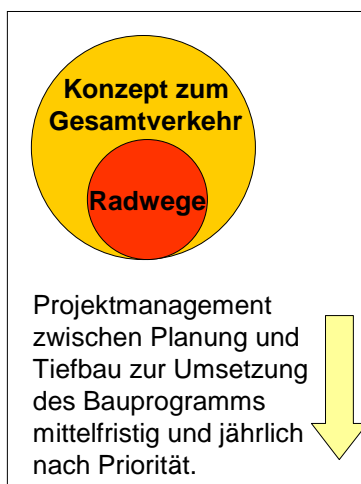 Konzept zum
Gesamtverkehr
Radwege
Projektmanagement
zwischen Planung und
Tiefbau zur Umsetzung
des Bauprogramms
mittelfristig und jährlich
nach Priorität.